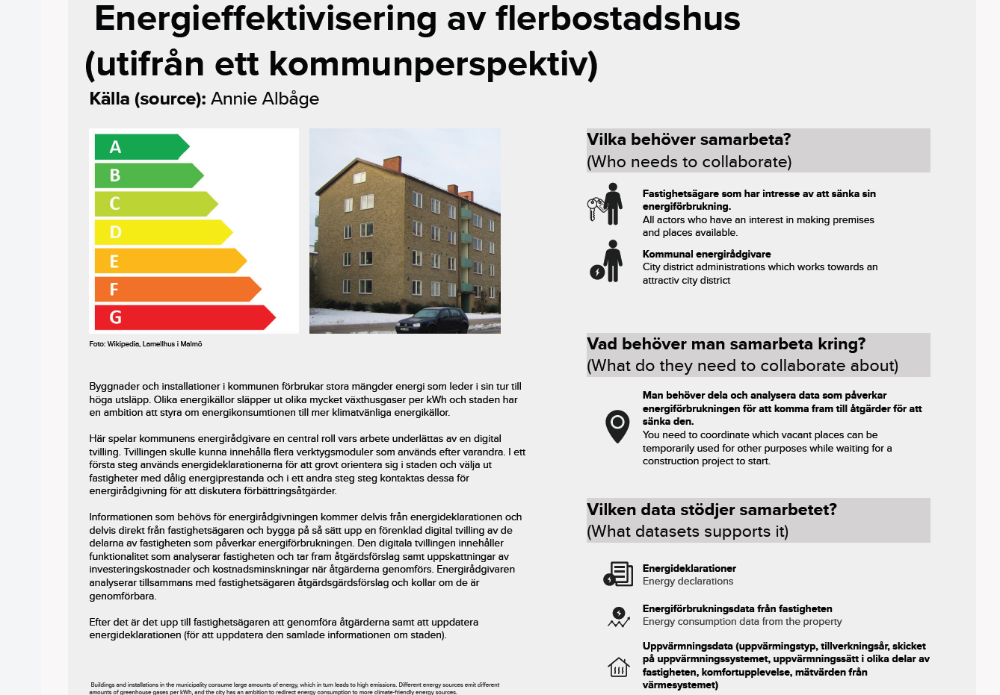 Energieffektivisering av flerbostadshus
(utifrån ett kommunperspektiv)
Källa (source): Annie Albåge
A
B
C
D
E
F
G
Foto: Wikipedia, Lamellhus i Malmö
Byggnader och installationer i kommunen förbrukar stora mängder energi som leder i sin tur till
höga utsläpp. Olika energikällor släpper ut olika mycket växthusgaser per kWh och staden har
en ambition att styra om energikonsumtionen till mer klimatvänliga energikällor.
Här spelar kommunens energirådgivare en central roll vars arbete underlättas av en digital
tvilling. Tvillingen skulle kunna innehålla flera verktygsmoduler som används efter varandra. I ett
första steg används energideklarationerna för att grovt orientera sig i staden och välja ut
fastigheter med dålig energiprestanda och i ett andra steg steg kontaktas dessa för
energirådgivning för att diskutera förbättringsåtgärder.
Informationen som behövs för energirådgivningen kommer delvis från energideklarationen och
delvis direkt från fastighetsägaren och bygga på så sätt upp en förenklad digital tvilling av de
delarna av fastigheten som påverkar energiförbrukningen. Den digitala tvillingen innehåller
funktionalitet som analyserar fastigheten och tar fram åtgärdsförslag samt uppskattningar av
investeringskostnader och kostnadsminskningar när åtgärderna genomförs. Energirådgivaren
analyserar tillsammans med fastighetsägaren åtgärdsgärdsförslag och kollar om de är
genomförbara.
Efter det är det upp till fastighetsägaren att genomföra åtgärderna samt att uppdatera
energideklarationen (för att uppdatera den samlade informationen om staden).
Buildings and installations in the municipality consume large amounts of energy, which in turn leads to high emissions. Different energy sources emit different
amounts of greenhouse gases per kWh, and the city has an ambition to redirect energy consumption to more climate-friendly energy sources.
Vilka behöver samarbeta?
(Who needs to collaborate)
Fastighetsägare som har intresse av att sänka sin
energiförbrukning.
All actors who have an interest in making premises
and places available.
Kommunal energirådgivare
City district administrations which works towards an
attractiv city district
Vad behöver man samarbeta kring?
(What do they need to collaborate about)
Man behöver dela och analysera data som påverkar
energiförbrukningen för att komma fram till åtgärder för att
sänka den.
You need to coordinate which vacant places can be
temporarily used for other purposes while waiting for a
construction project to start.
Vilken data stödjer samarbetet?
(What datasets supports it)
Energideklarationer
Energy declarations
Energiförbrukningsdata från fastigheten
Energy consumption data from the property
Uppvärmningsdata (uppvärmingstyp, tillverkningsår, skicket
på uppvärmningssystemet, uppvärmningssätt i olika delar av
fastigheten, komfortupplevelse, mätvärden från
värmesystemet)